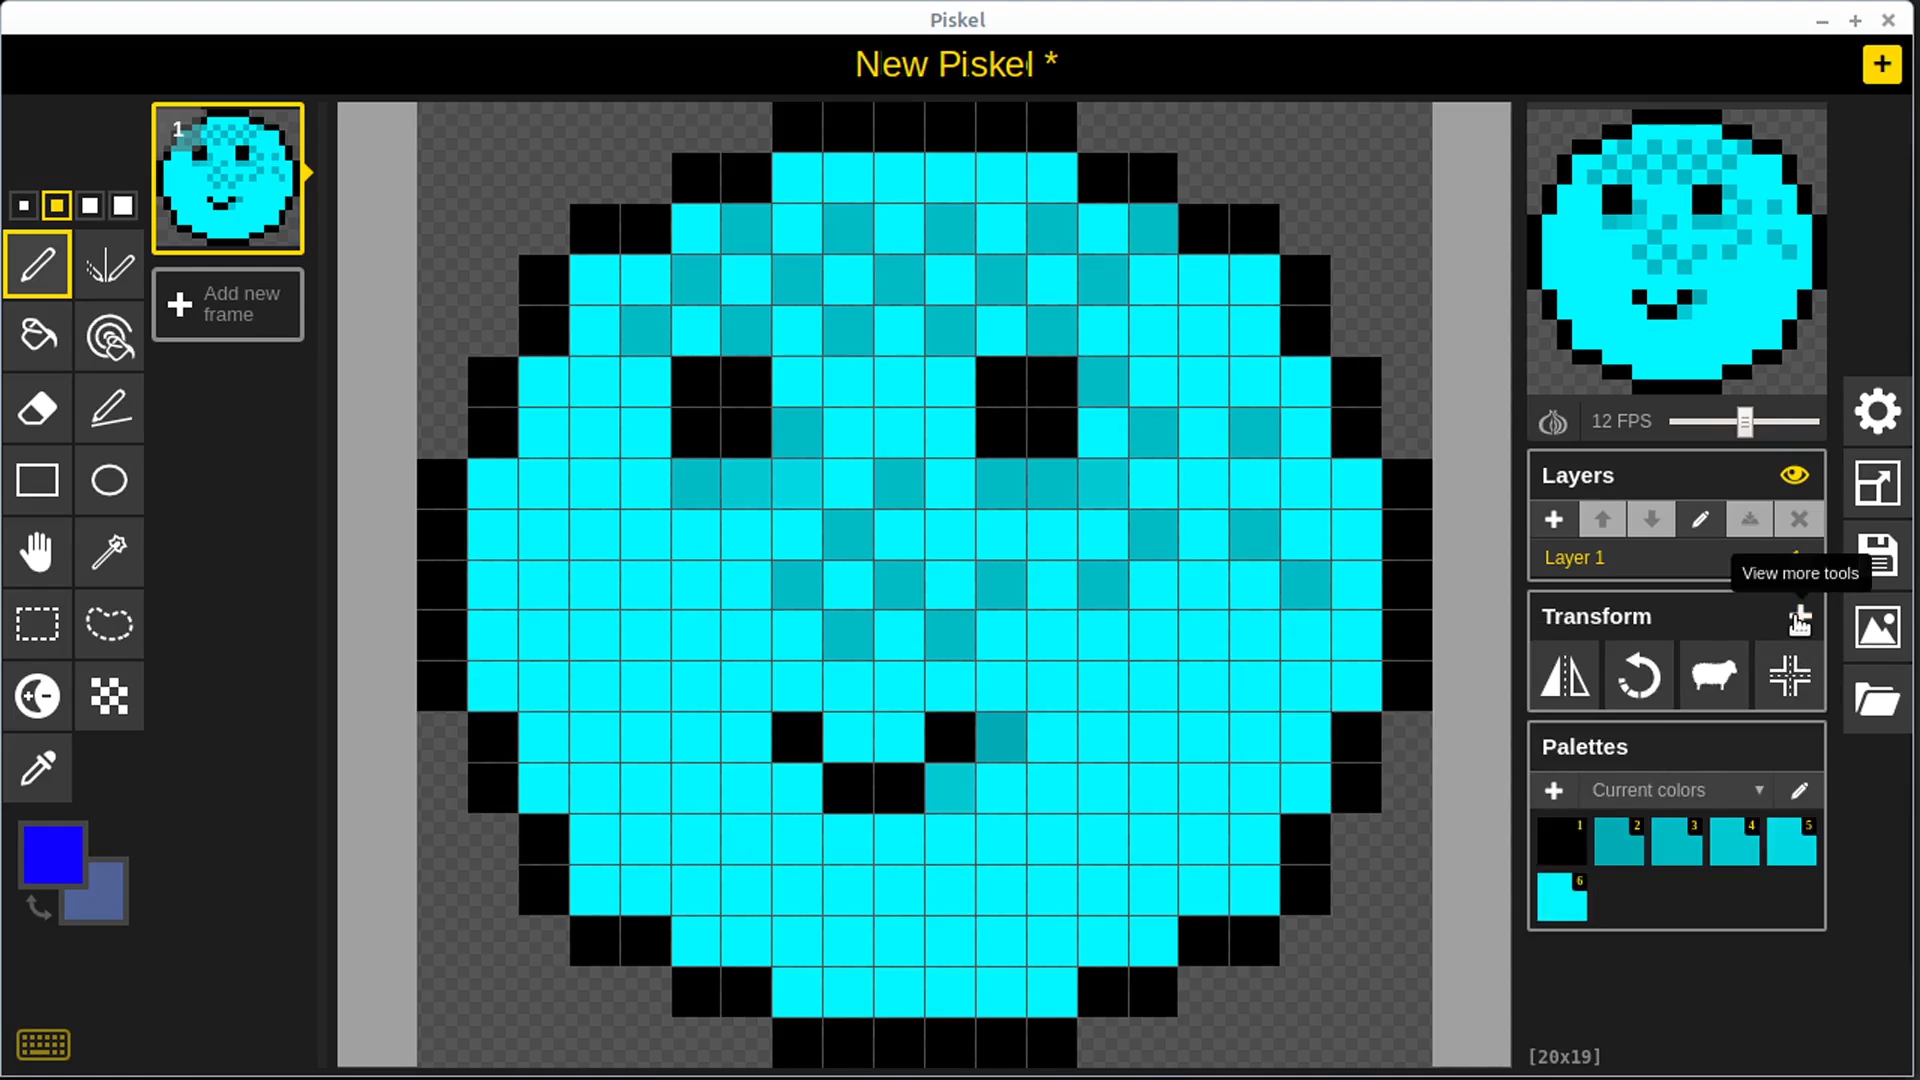 Piskel
New Piskel *
1
Add new
frame
12 FPS
Layers
Layer 1
View more tools
Transform
Palettes
Current colors
1 2 3 4 5
6
[20x19]